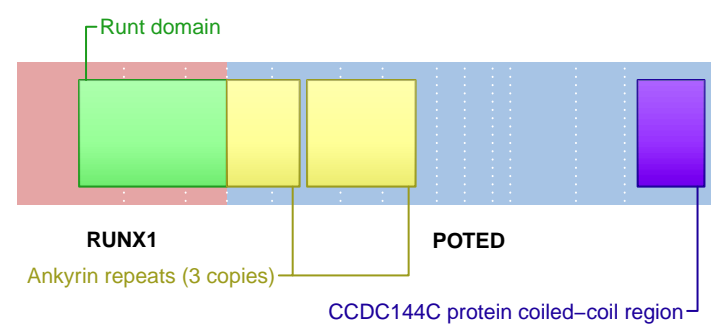 Runt domain
RUNX1
POTED
Ankyrin repeats (3 copies)
CCDC144C protein coiled−coil region